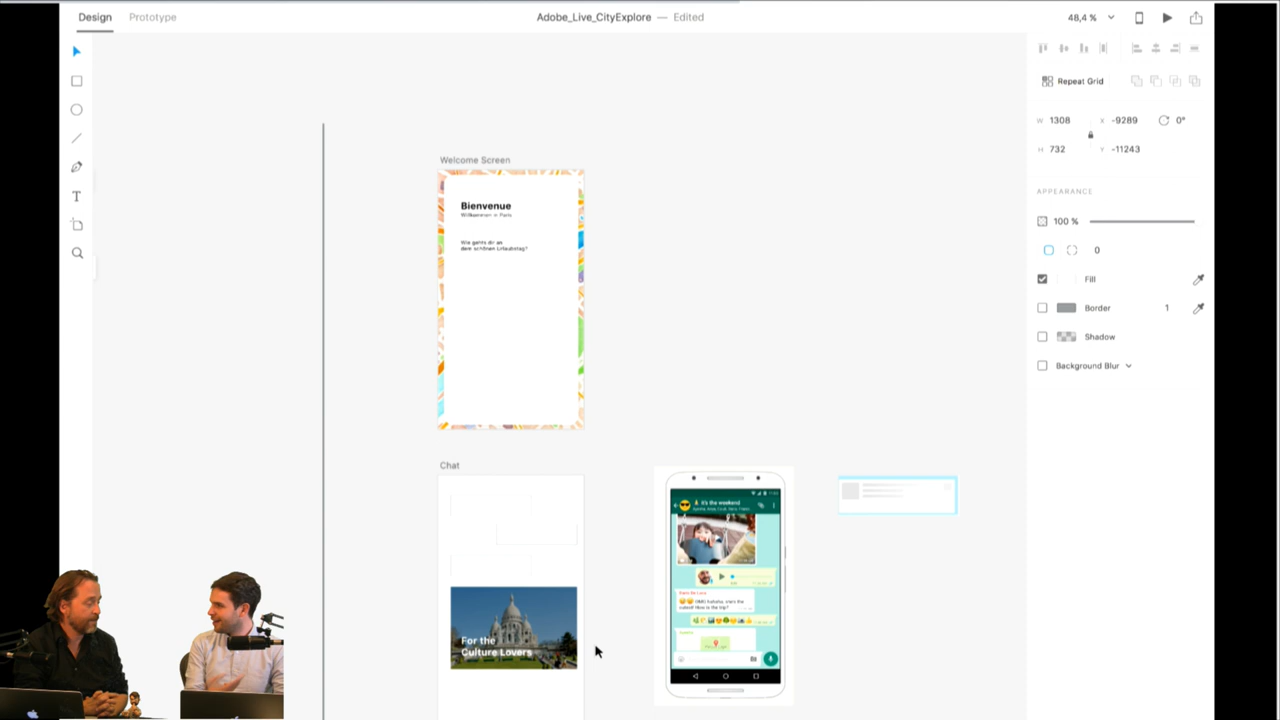 Design
Prototype
Adobe_Live_CityExplore — Edited
48,4 %
Repeat Grid
W 1308
X -9289
0°
H 732
Y -11243
APPEARANCE
100 %
0
Fill
Border
1
Shadow
Background Blur
T
Welcome Screen
Bienvenue
Willkommen in Paris
Wie gehts dir an
dem schönen Urlaubstag?
Chat
For the
Culture Lovers
it's the weekend